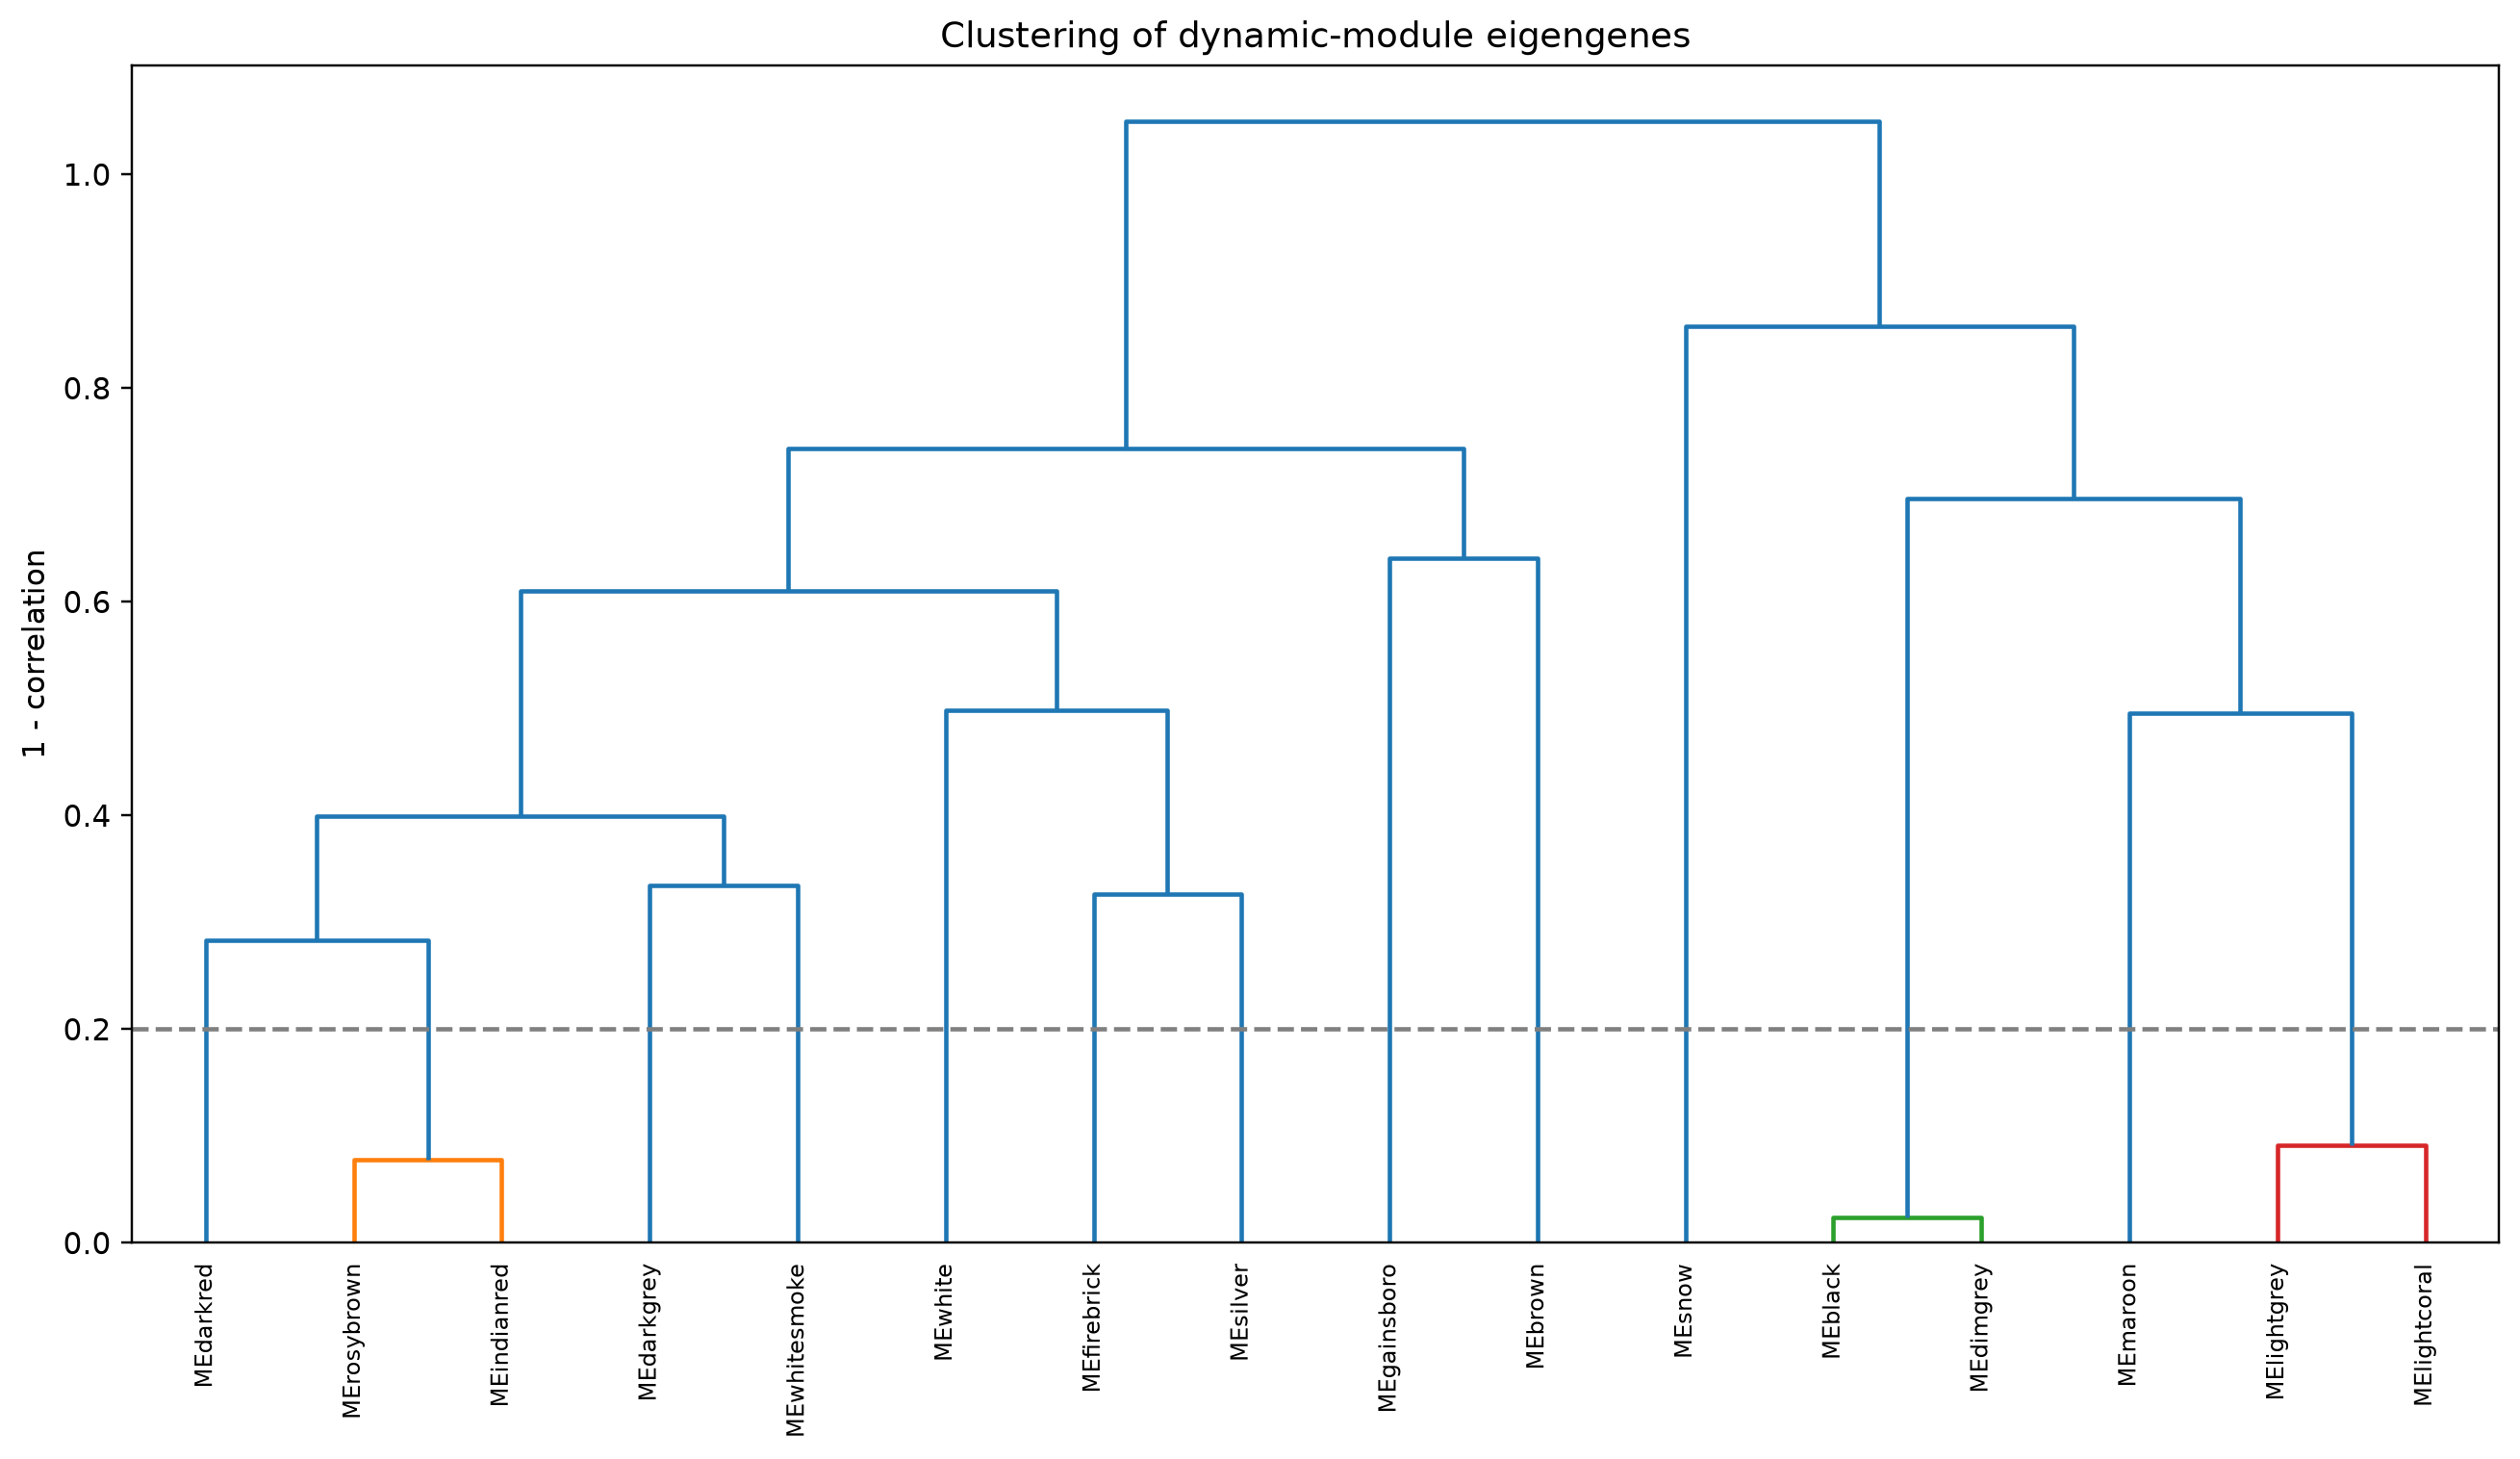 Clustering of dynamic-module eigengenes
1 - correlation
1.0
0.8
0.6
0.4
0.2
0.0
MEdarkred
MErosybrown
MEindianred
MEdarkgrey
MEwhitesmoke
MEwhite
MEfirebrick
MEsilver
MEgainsboro
MEbrown
MEsnow
MEblack
MEdimgrey
MEmaroon
MElightgrey
MElightcoral